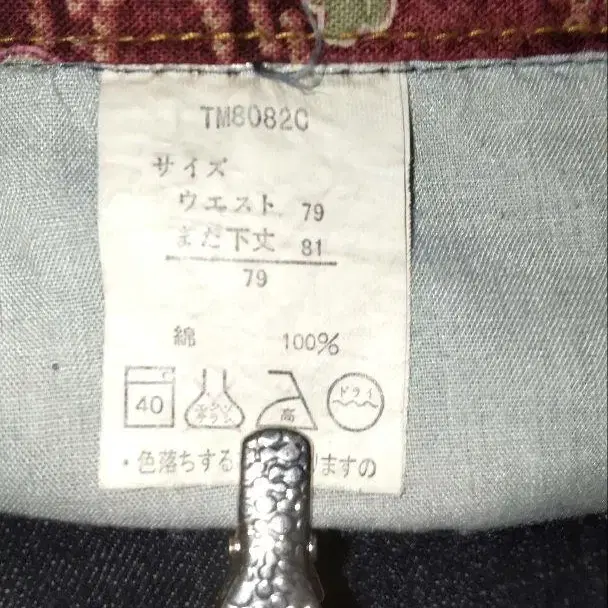 TM8082C
サイズ
ウエスト 79
また下丈 81
79
綿 100%
40 高 ドライ
・色落ちする りますの